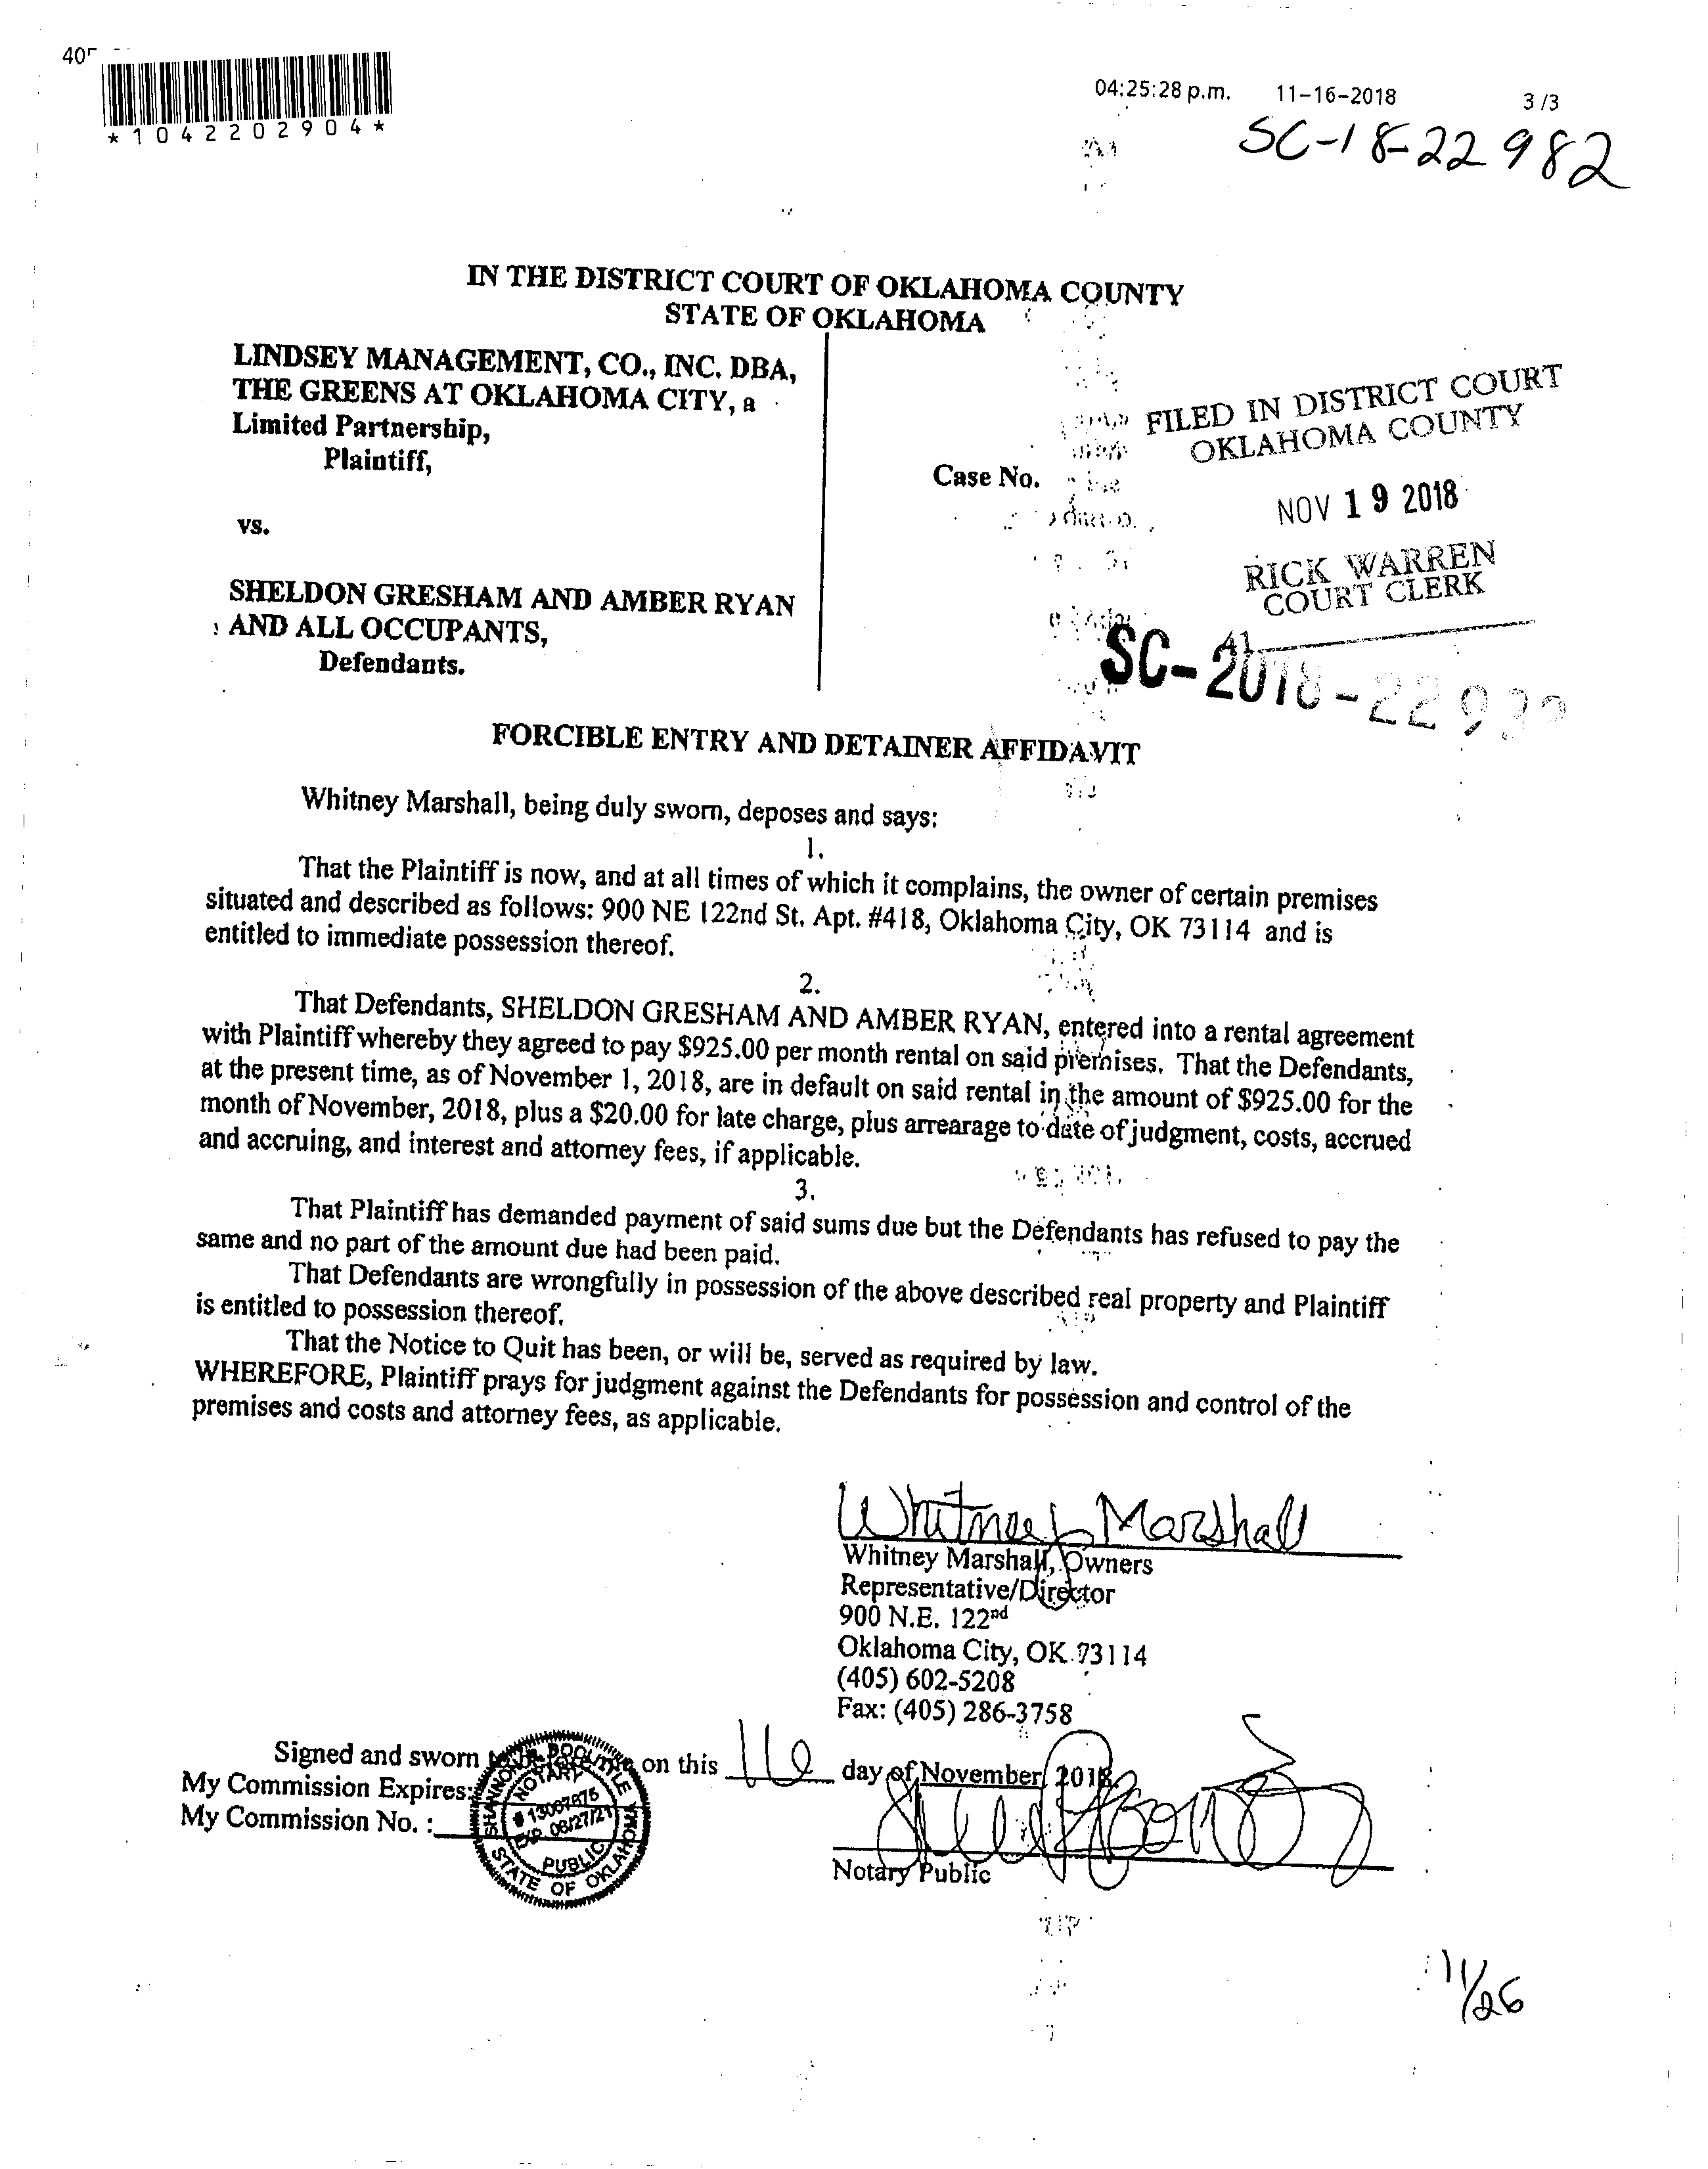 *1042202904*
04:25:28 p.m. 11-16-2018 3 /3
SC-18-22982
IN THE DISTRICT COURT OF OKLAHOMA COUNTY
STATE OF OKLAHOMA
LINDSEY MANAGEMENT, CO., INC. DBA,
THE GREENS AT OKLAHOMA CITY, a
Limited Partnership,
Plaintiff,
vs.
SHELDON GRESHAM AND AMBER RYAN
AND ALL OCCUPANTS,
Defendants.
Case No.
FILED IN DISTRICT COURT
OKLAHOMA COUNTY
NOV 19 2018
RICK WARREN
COURT CLERK
41
SC-2018-22982
FORCIBLE ENTRY AND DETAINER AFFIDAVIT
Whitney Marshall, being duly sworn, deposes and says:
1.
That the Plaintiff is now, and at all times of which it complains, the owner of certain premises
situated and described as follows: 900 NE 122nd St. Apt. #418, Oklahoma City, OK 73114 and is
entitled to immediate possession thereof.
2.
That Defendants, SHELDON GRESHAM AND AMBER RYAN, entered into a rental agreement
with Plaintiff whereby they agreed to pay $925.00 per month rental on said premises. That the Defendants,
at the present time, as of November 1, 2018, are in default on said rental in the amount of $925.00 for the
month of November, 2018, plus a $20.00 for late charge, plus arrearage to date of judgment, costs, accrued
and accruing, and interest and attorney fees, if applicable.
3.
That Plaintiff has demanded payment of said sums due but the Defendants has refused to pay the
same and no part of the amount due had been paid.
That Defendants are wrongfully in possession of the above described real property and Plaintiff
is entitled to possession thereof.
That the Notice to Quit has been, or will be, served as required by law.
WHEREFORE, Plaintiff prays for judgment against the Defendants for possession and control of the
premises and costs and attorney fees, as applicable.
Whitney Marshall
Whitney Marshall, Owners
Representative/Director
900 N.E. 122nd
Oklahoma City, OK 73114
(405) 602-5208
Fax: (405) 286-3758
Signed and sworn on this 16 day of November, 2018.
My Commission Expires:
My Commission No. :
NOTARY
# 13007875
EXP. 08/27/21
PUBLIC
STATE OF OKLAHOMA
Notary Public
11/26